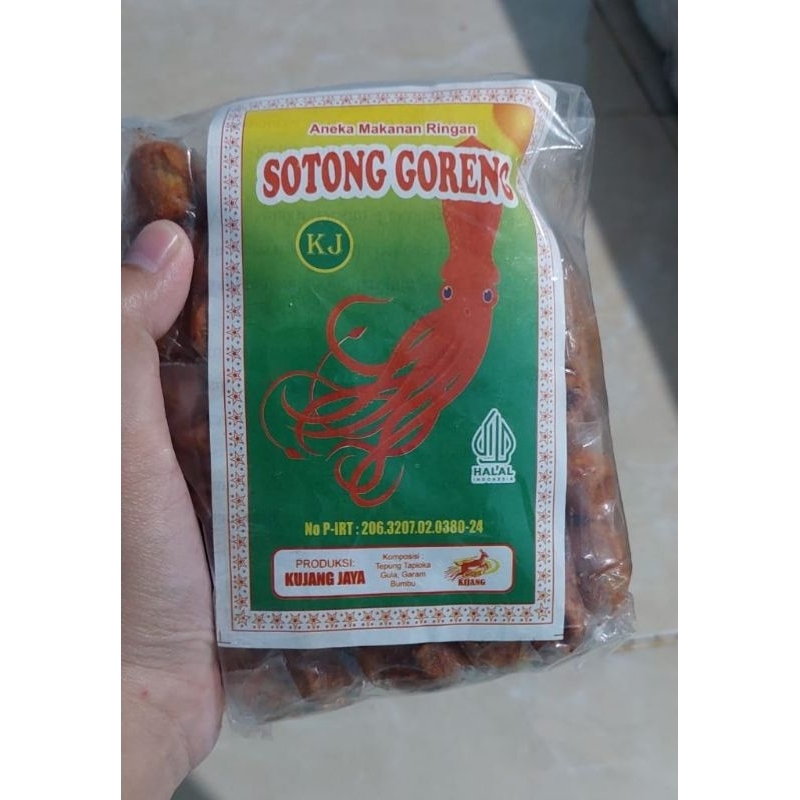 Aneka Makanan Ringan
SOTONG GORENG
KJ
HALAL
INDONESIA
No P-IRT : 206.3207.02.0380-24
PRODUKSI:
KUJANG JAYA
Komposisi :
Tepung Tapioka
Gula, Garam
Bumbu
KIJANG